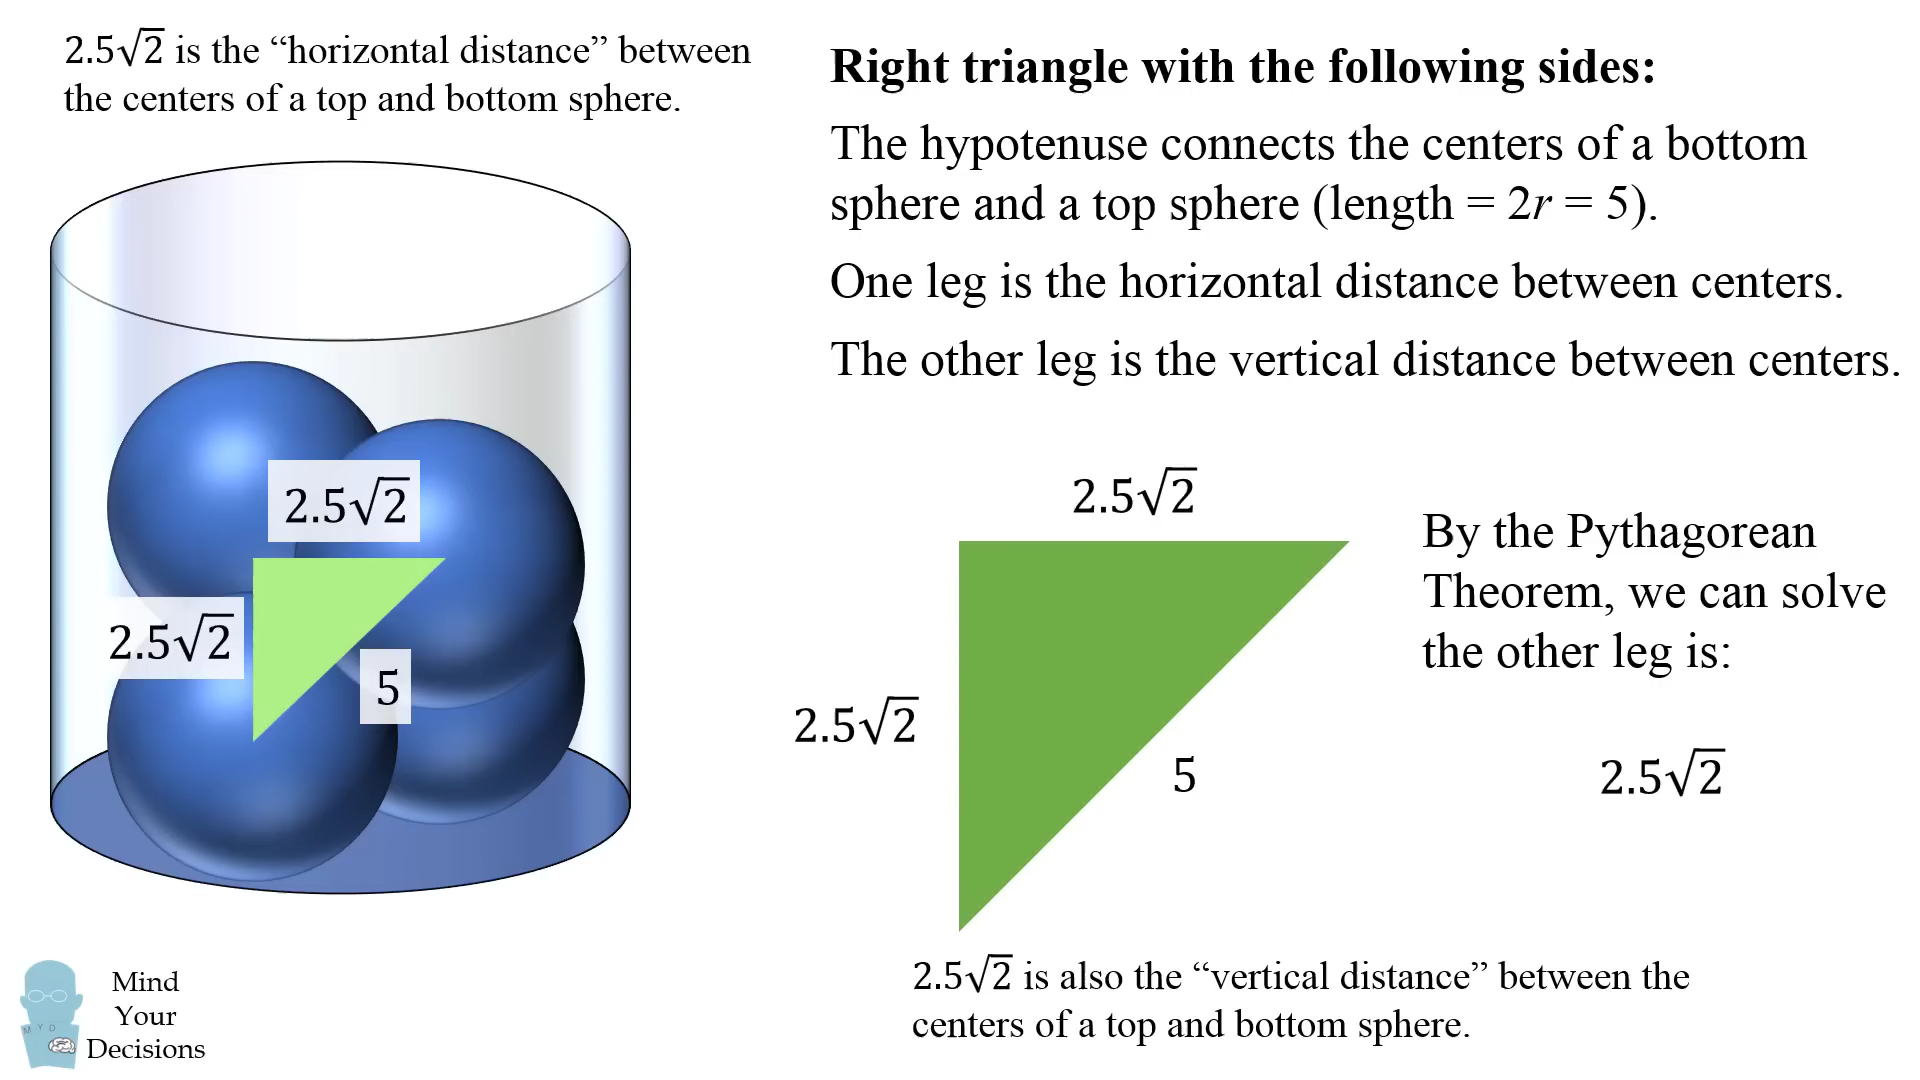 2.5√2 is the “horizontal distance” between
the centers of a top and bottom sphere.
2.5√2
2.5√2
5
Right triangle with the following sides:
The hypotenuse connects the centers of a bottom
sphere and a top sphere (length = 2r = 5).
One leg is the horizontal distance between centers.
The other leg is the vertical distance between centers.
2.5√2
2.5√2
5
By the Pythagorean
Theorem, we can solve
the other leg is:
2.5√2
2.5√2 is also the “vertical distance” between the
centers of a top and bottom sphere.
M Y D
Mind
Your
Decisions